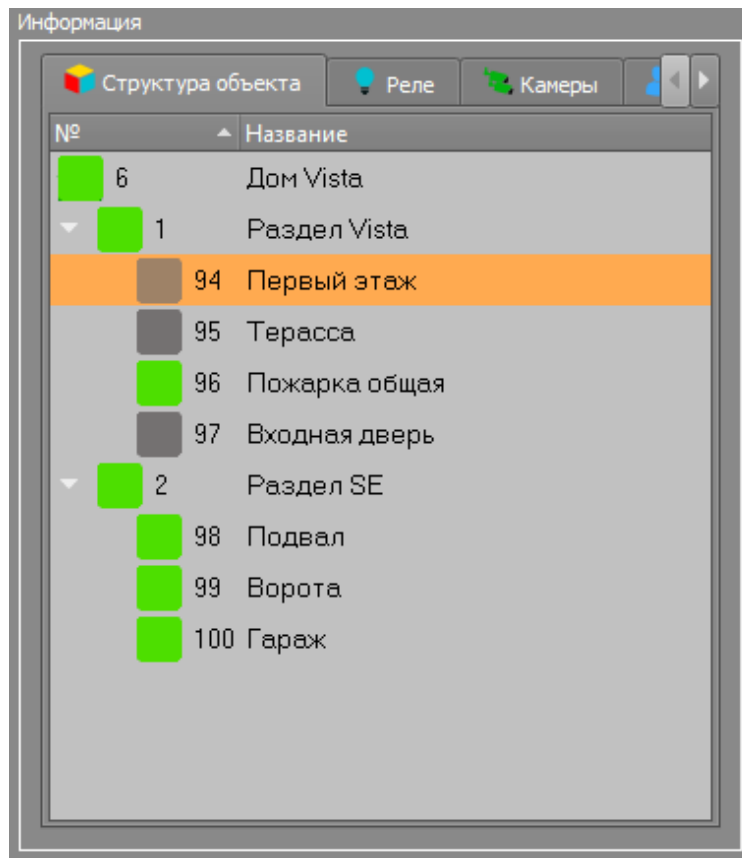 Информация
Структура объекта Реле Камеры
№ Название
6 Дом Vista
1 Раздел Vista
94 Первый этаж
95 Терасса
96 Пожарка общая
97 Входная дверь
2 Раздел SE
98 Подвал
99 Ворота
100 Гараж